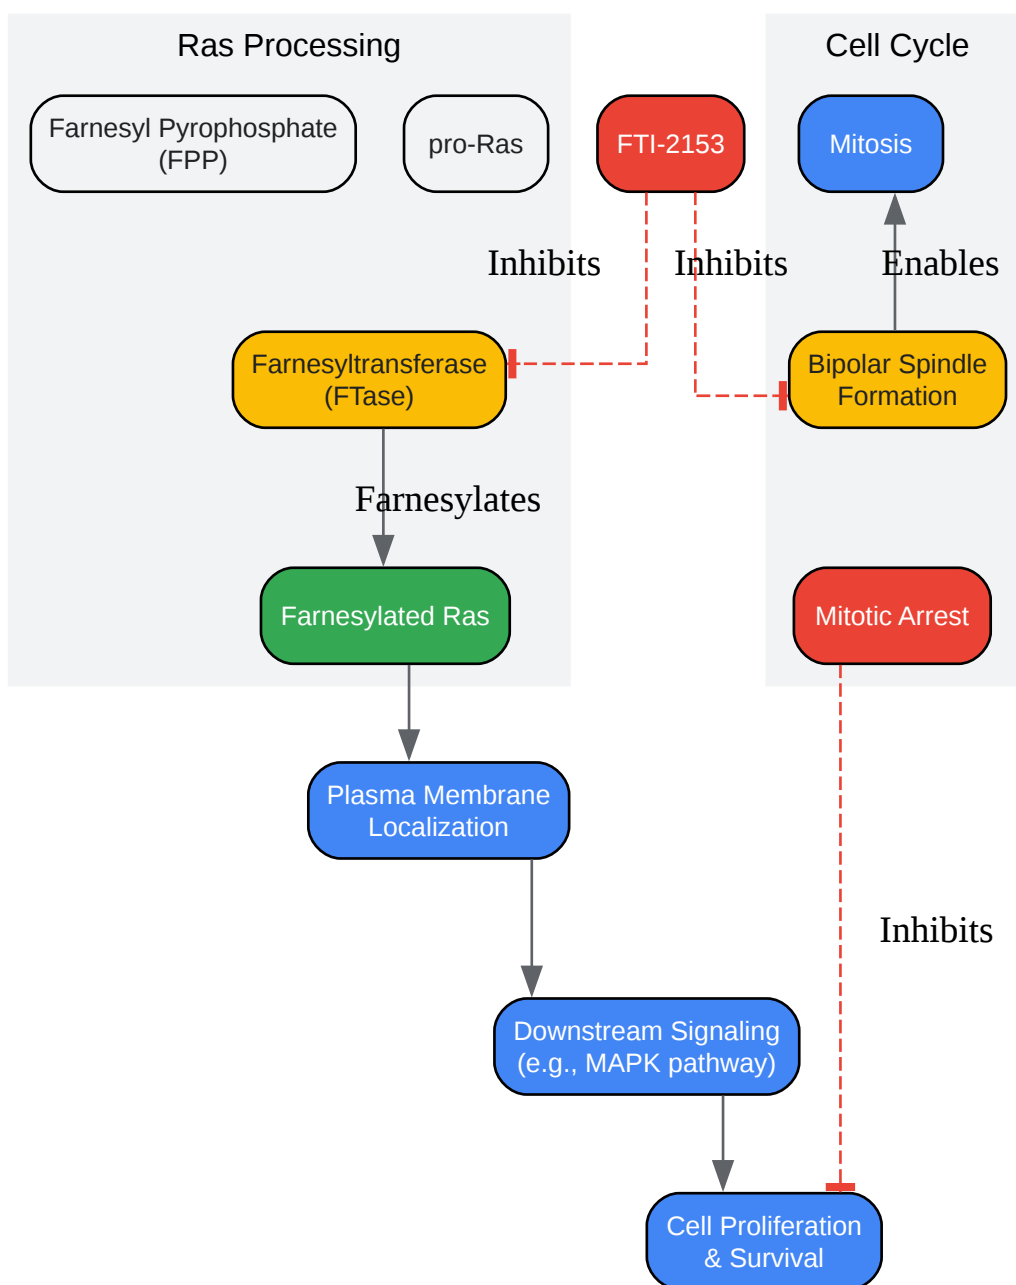 Ras Processing
Cell Cycle
Farnesyl Pyrophosphate
(FPP)
pro-Ras
FTI-2153
Mitosis
Inhibits
Inhibits
Enables
Farnesyltransferase
(FTase)
Bipolar Spindle
Formation
Farnesylates
Farnesylated Ras
Mitotic Arrest
Plasma Membrane
Localization
Inhibits
Downstream Signaling
(e.g., MAPK pathway)
Cell Proliferation
& Survival